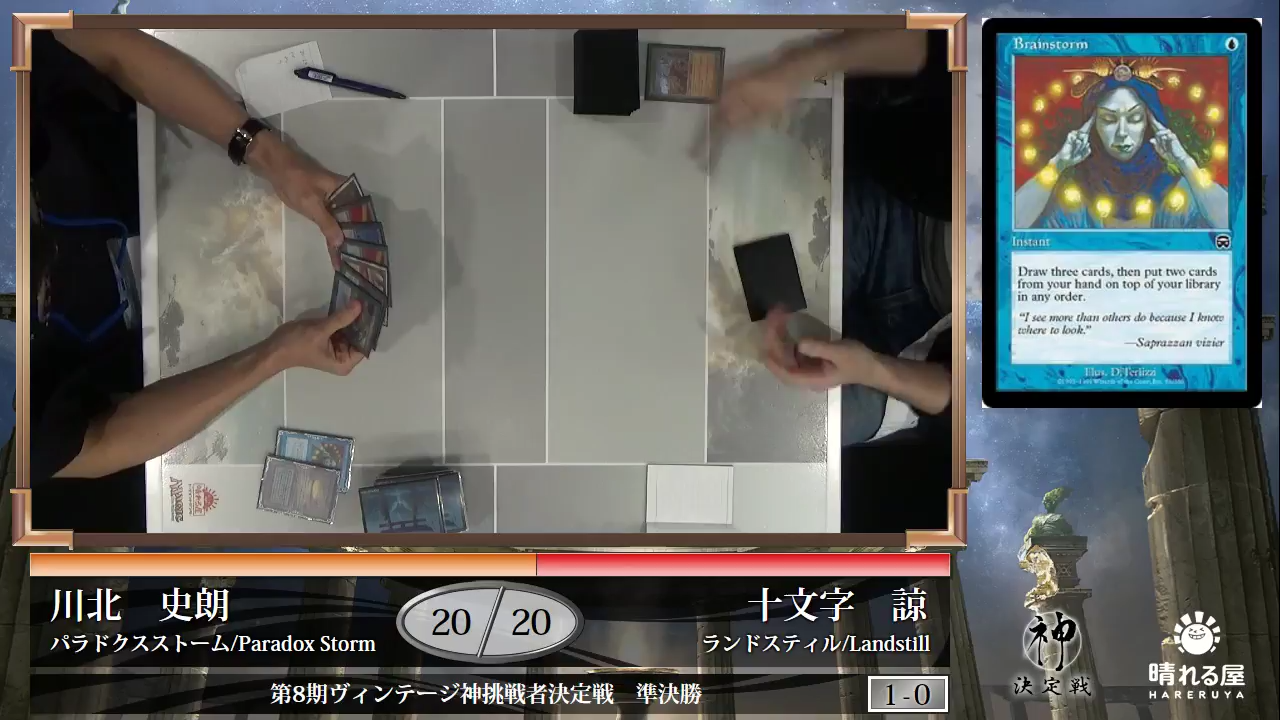 Brainstorm
Instant
Draw three cards, then put two cards
from your hand on top of your library
in any order.
"I see more than others do because I know
where to look."
—Saprazzan vizier
Illus. DiTerlizzi
川北 史朗
パラドクスストーム/Paradox Storm
20/20
十文字 諒
ランドスティル/Landstill
第8期ヴィンテージ神挑戦者決定戦 準決勝
1-0
神
決定戦
晴れる屋
HARERUYA